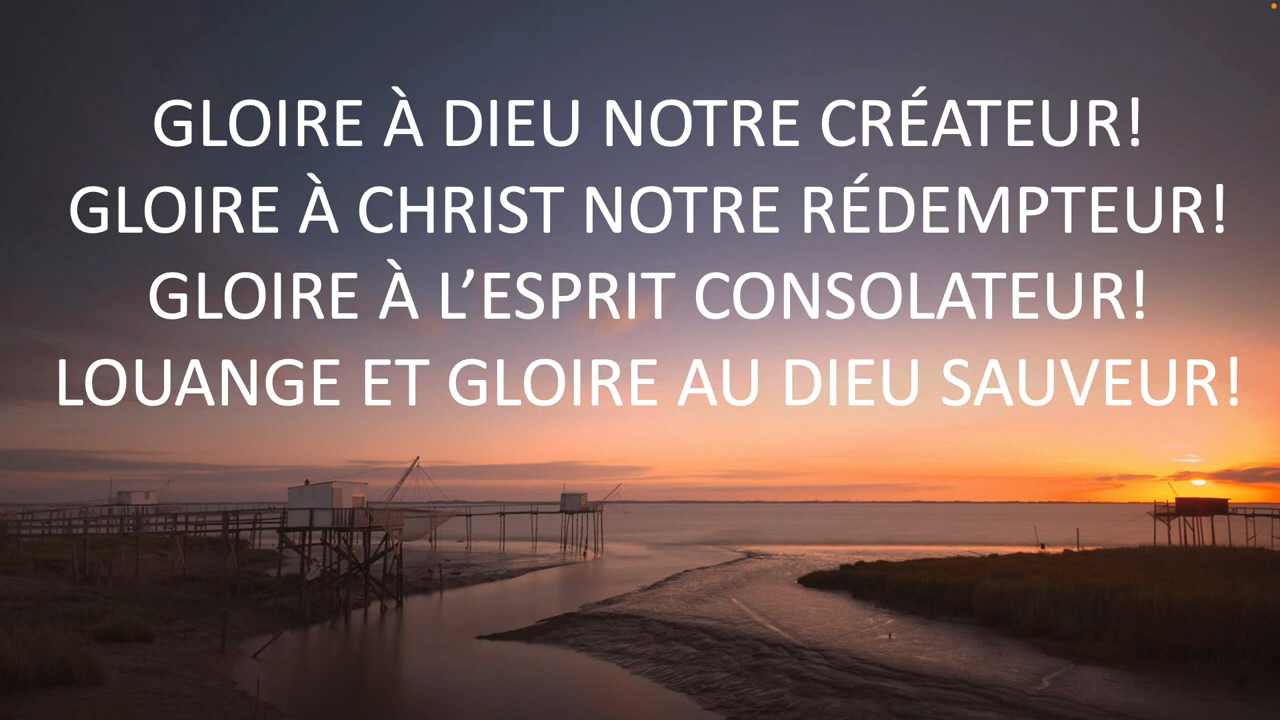 GLOIRE À DIEU NOTRE CRÉATEUR!
GLOIRE À CHRIST NOTRE RÉDEMPTEUR!
GLOIRE À L’ESPRIT CONSOLATEUR!
LOUANGE ET GLOIRE AU DIEU SAUVEUR!